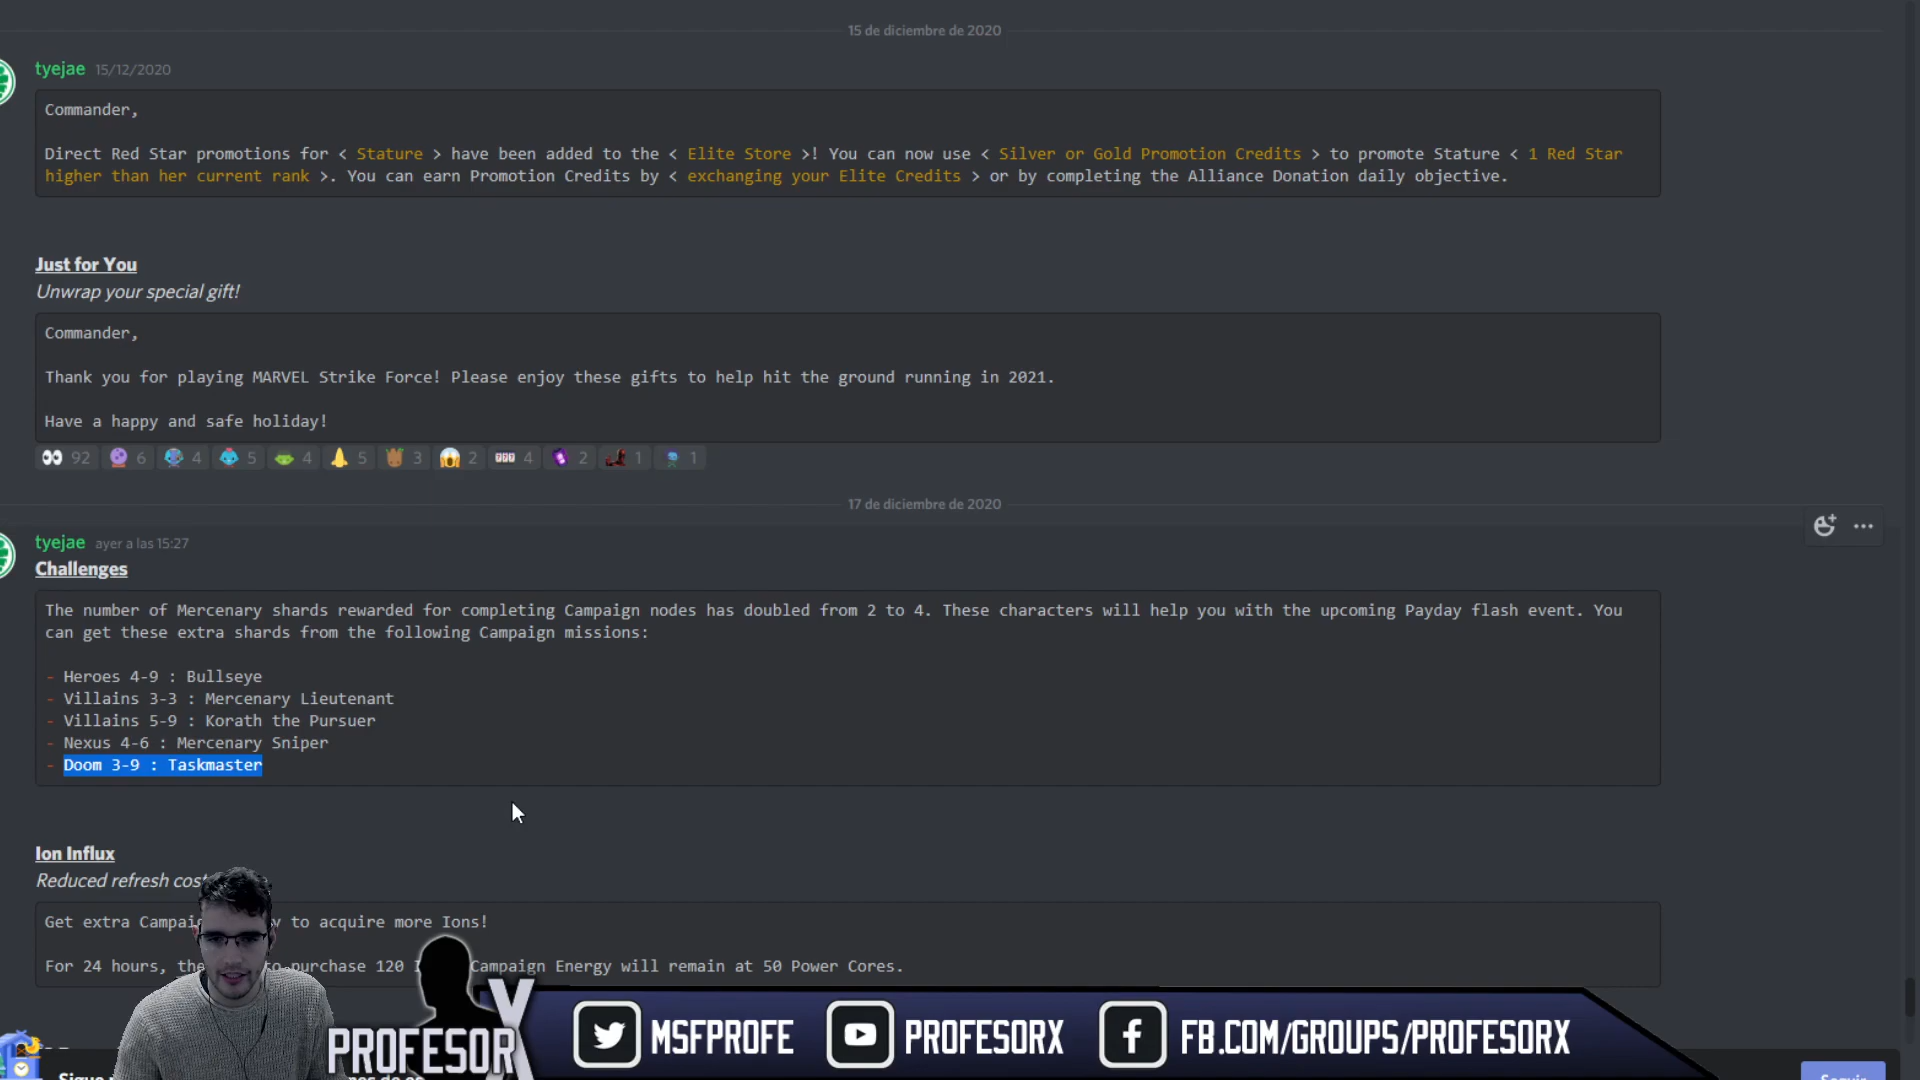 15 de diciembre de 2020
tyejae 15/12/2020
Commander,
Direct Red Star promotions for < Stature > have been added to the < Elite Store >! You can now use < Silver or Gold Promotion Credits > to promote Stature < 1 Red Star
higher than her current rank >. You can earn Promotion Credits by < exchanging your Elite Credits > or by completing the Alliance Donation daily objective.
Just for You
Unwrap your special gift!
Commander,
Thank you for playing MARVEL Strike Force! Please enjoy these gifts to help hit the ground running in 2021.
Have a happy and safe holiday!
92 6 4 5 4 5 3 2 4 2 1 1
17 de diciembre de 2020
tyejae ayer a las 15:27
Challenges
The number of Mercenary shards rewarded for completing Campaign nodes has doubled from 2 to 4. These characters will help you with the upcoming Payday flash event. You
can get these extra shards from the following Campaign missions:
- Heroes 4-9 : Bullseye
- Villains 3-3 : Mercenary Lieutenant
- Villains 5-9 : Korath the Pursuer
- Nexus 4-6 : Mercenary Sniper
- Doom 3-9 : Taskmaster
Ion Influx
Reduced refresh cost
Get extra to acquire more Ions!
For 24 hours, purchase 120 Campaign Energy will remain at 50 Power Cores.
PROFESOR X
MSFPROFE
PROFESORX
FB.COM/GROUPS/PROFESORX